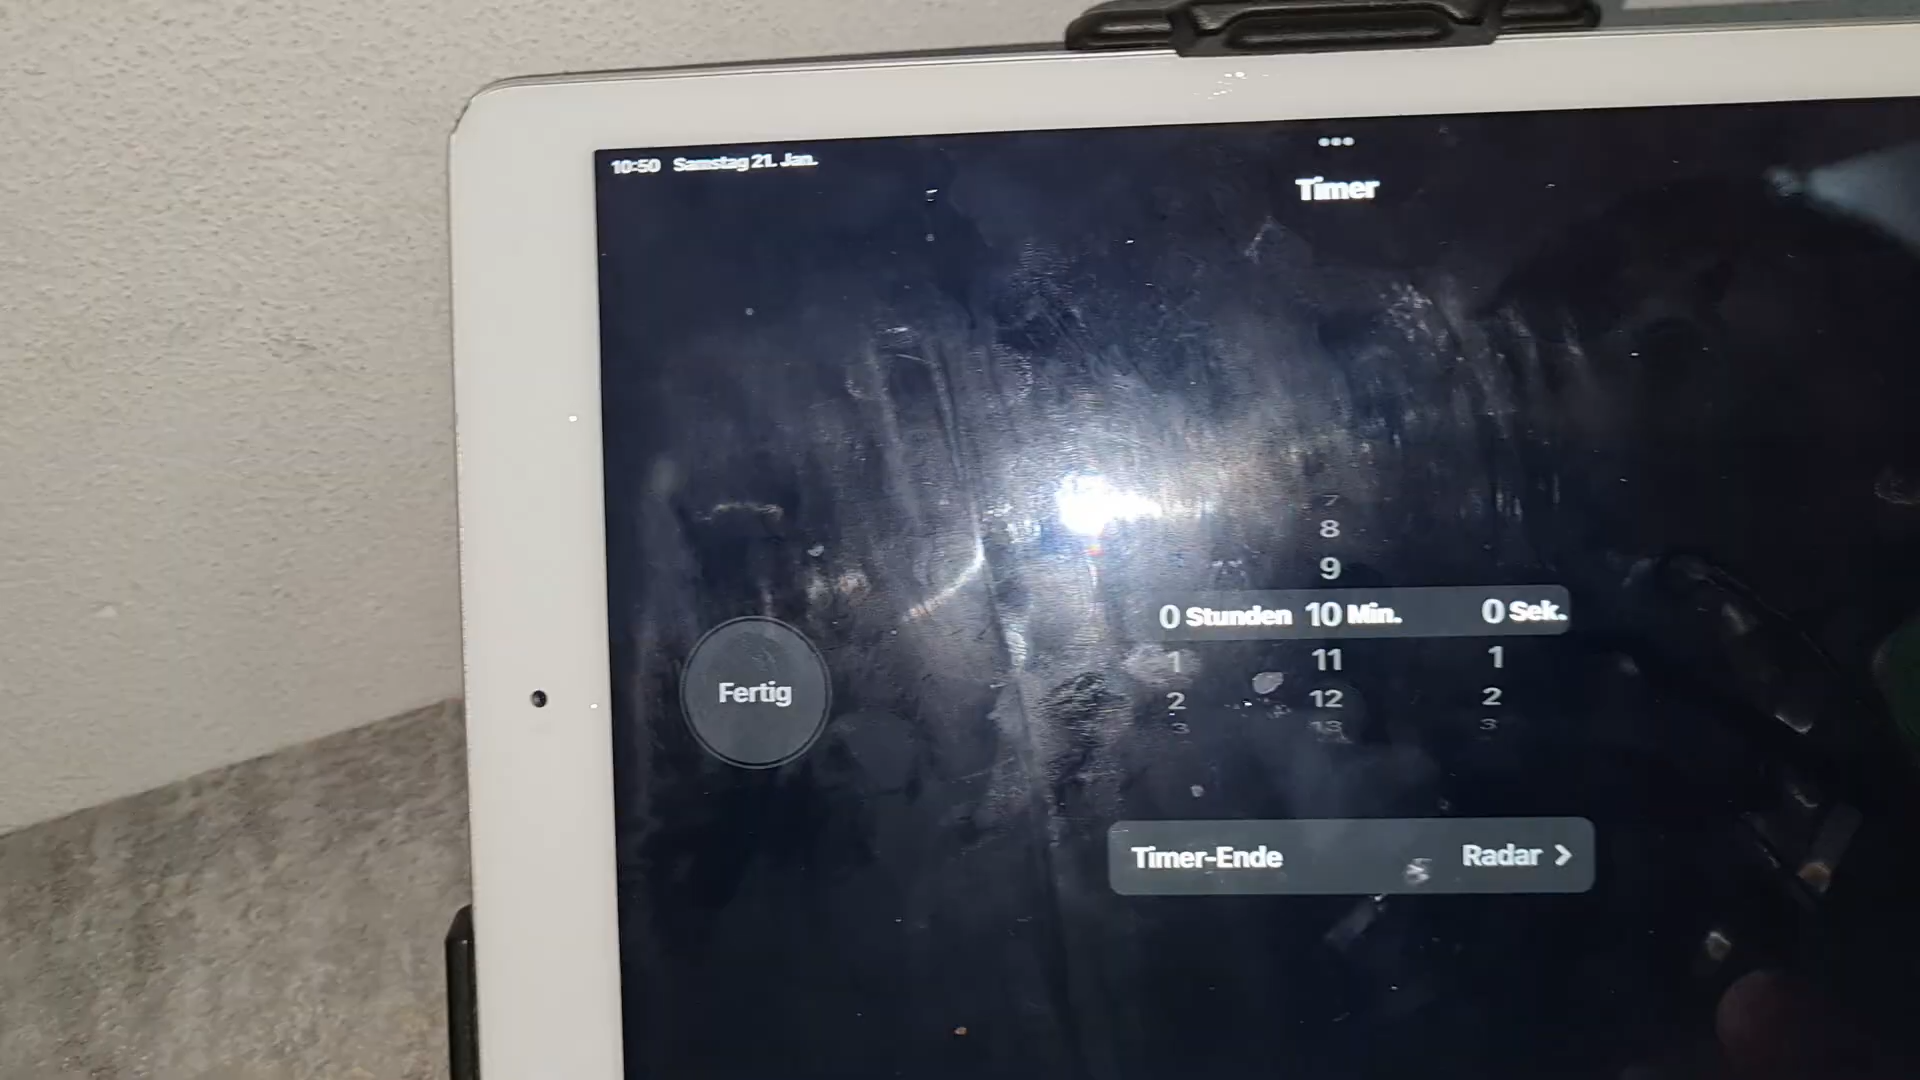 10:50 Samstag 21. Jan.
Timer
7
8
9
0 Stunden 10 Min. 0 Sek.
1 11 1
2 12 2
3 13 3
Fertig
Timer-Ende Radar